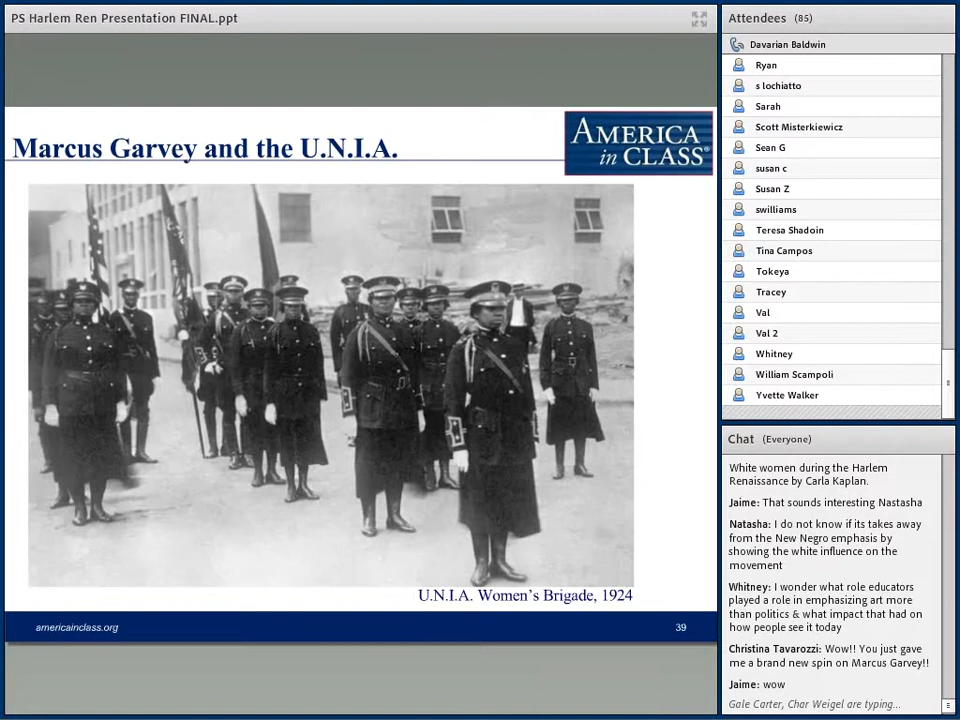 PS Harlem Ren Presentation FINAL.ppt
Marcus Garvey and the U.N.I.A.
AMERICA
in CLASS®
U.N.I.A. Women's Brigade, 1924
americainclass.org
39
Attendees (85)
Davarian Baldwin
Ryan
s lochiatto
Sarah
Scott Misterkiewicz
Sean G
susan c
Susan Z
swilliams
Teresa Shadoin
Tina Campos
Tokeya
Tracey
Val
Val 2
Whitney
William Scampoli
Yvette Walker
Chat (Everyone)
White women during the Harlem
Renaissance by Carla Kaplan.
Jaime: That sounds interesting Nastasha
Natasha: I do not know if its takes away
from the New Negro emphasis by
showing the white influence on the
movement
Whitney: I wonder what role educators
played a role in emphasizing art more
than politics & what impact that had on
how people see it today
Christina Tavarozzi: Wow!! You just gave
me a brand new spin on Marcus Garvey!!
Jaime: wow
Gale Carter, Char Weigel are typing...